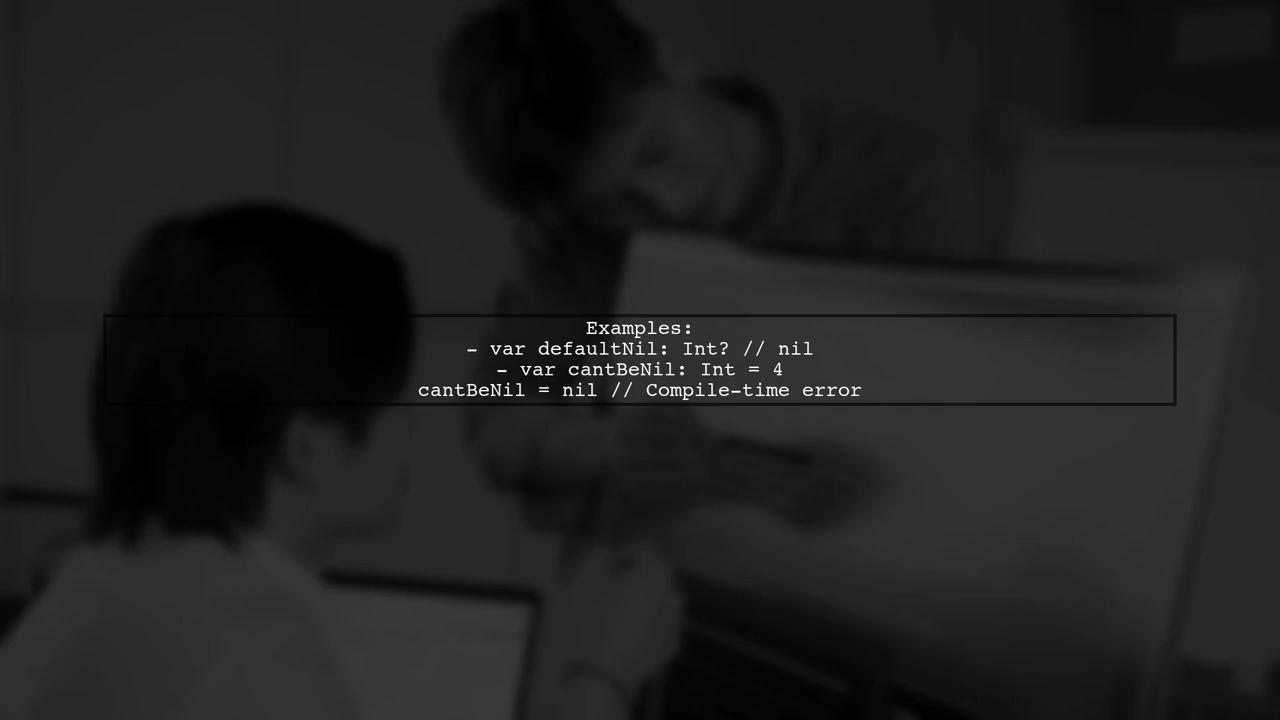 Examples:
- var defaultNil: Int? // nil
- var cantBeNil: Int = 4
cantBeNil = nil // Compile-time error